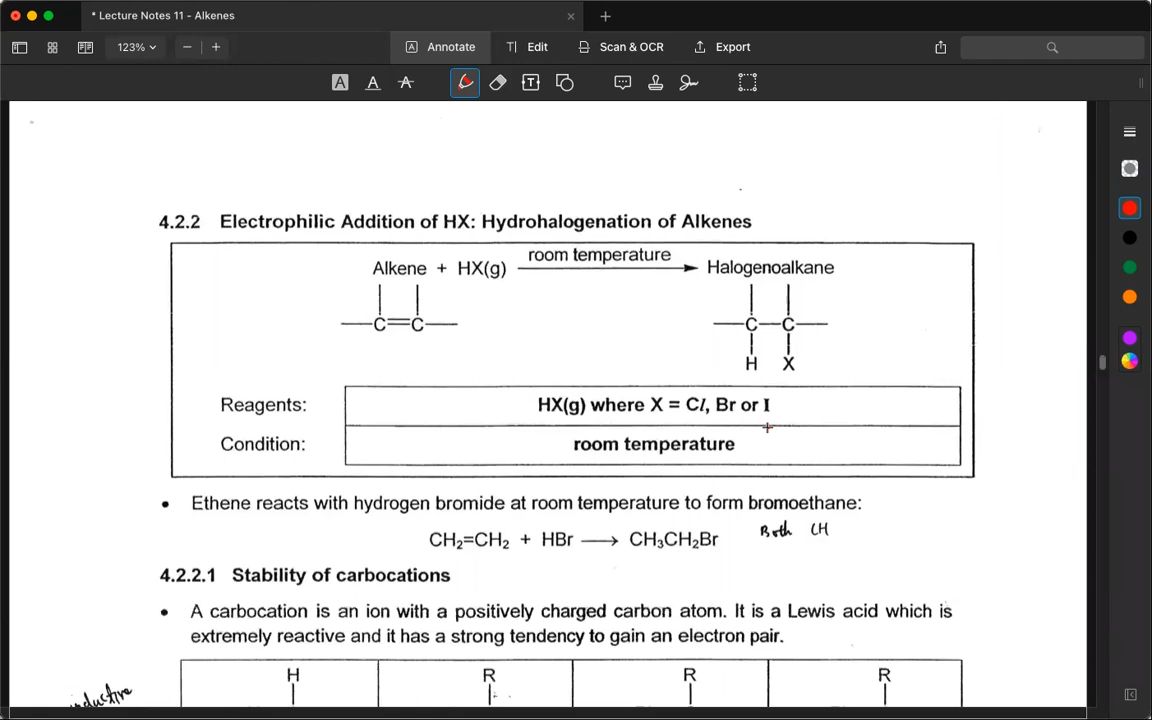 * Lecture Notes 11 - Alkenes
123%
Annotate
Edit
Scan & OCR
Export
4.2.2 Electrophilic Addition of HX: Hydrohalogenation of Alkenes
Alkene + HX(g)
room temperature
Halogenoalkane
C=C
C—C
H X
Reagents:
HX(g) where X = Cl, Br or I
Condition:
room temperature
• Ethene reacts with hydrogen bromide at room temperature to form bromoethane:
CH₂=CH₂ + HBr ⟶ CH₃CH₂Br
Both CH
4.2.2.1 Stability of carbocations
• A carbocation is an ion with a positively charged carbon atom. It is a Lewis acid which is
extremely reactive and it has a strong tendency to gain an electron pair.
H R R R